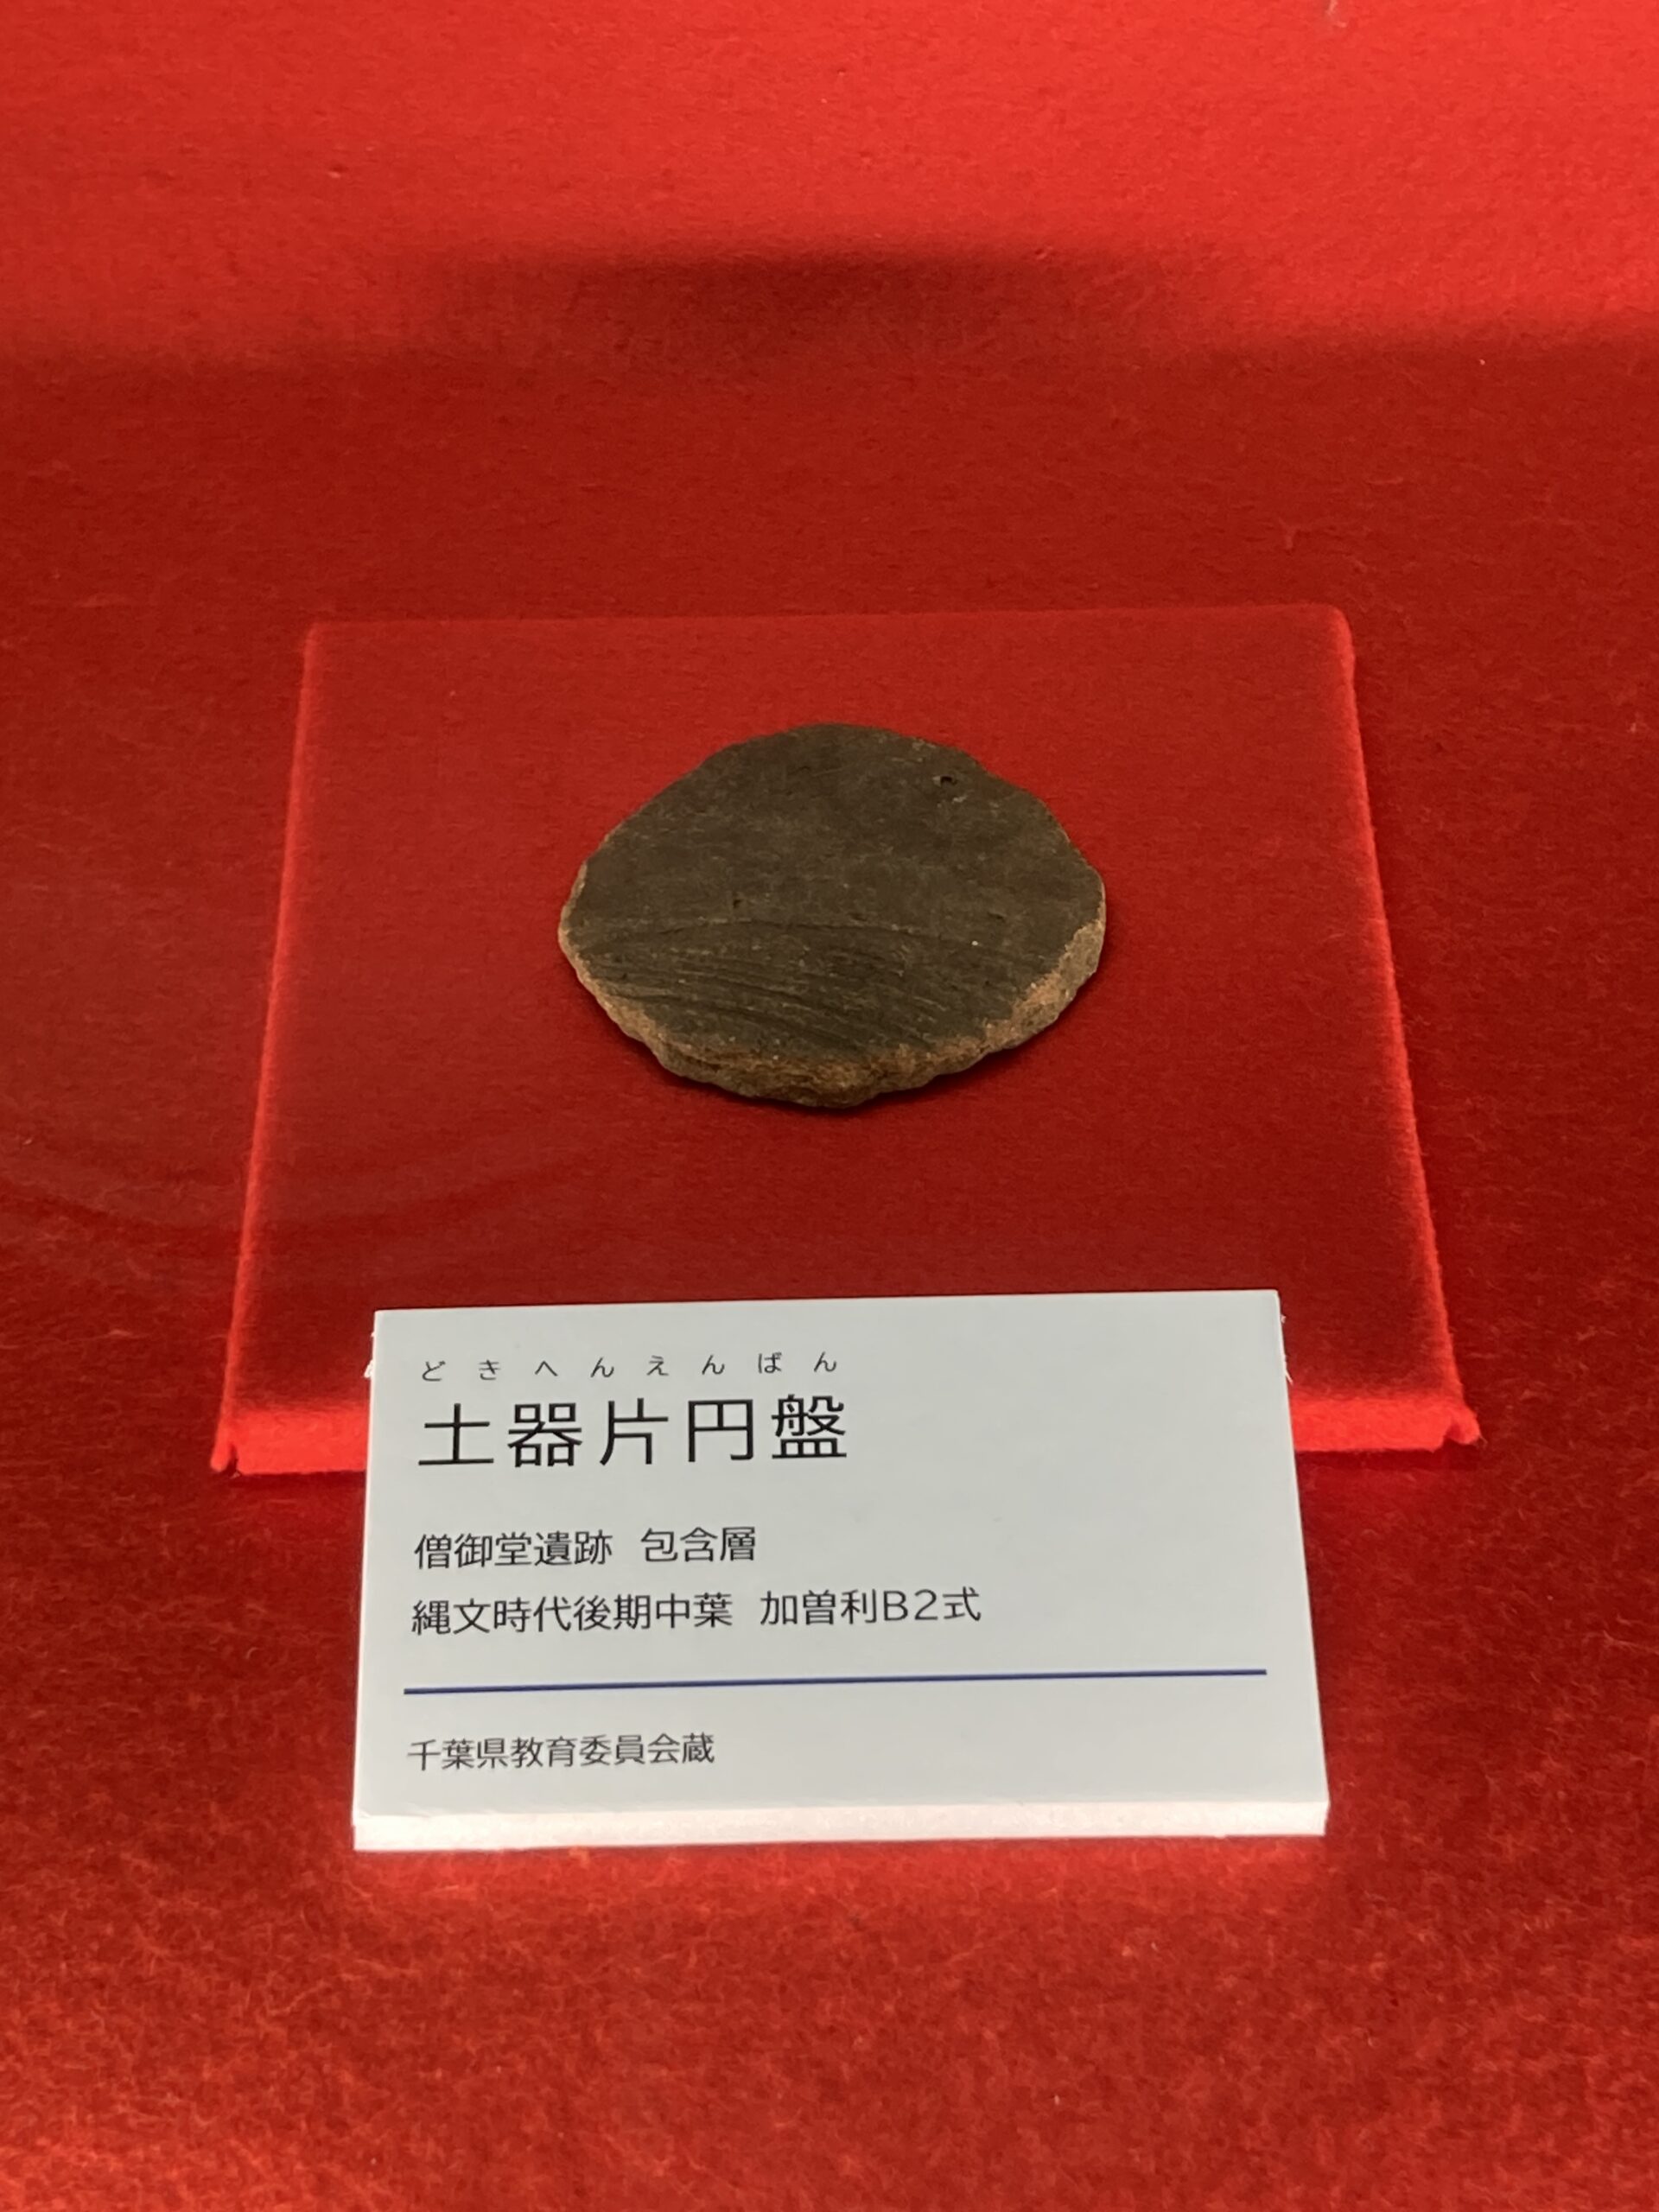 どきへんえんばん
土器片円盤
僧御堂遺跡 包含層
縄文時代後期中葉 加曽利B2式
千葉県教育委員会蔵